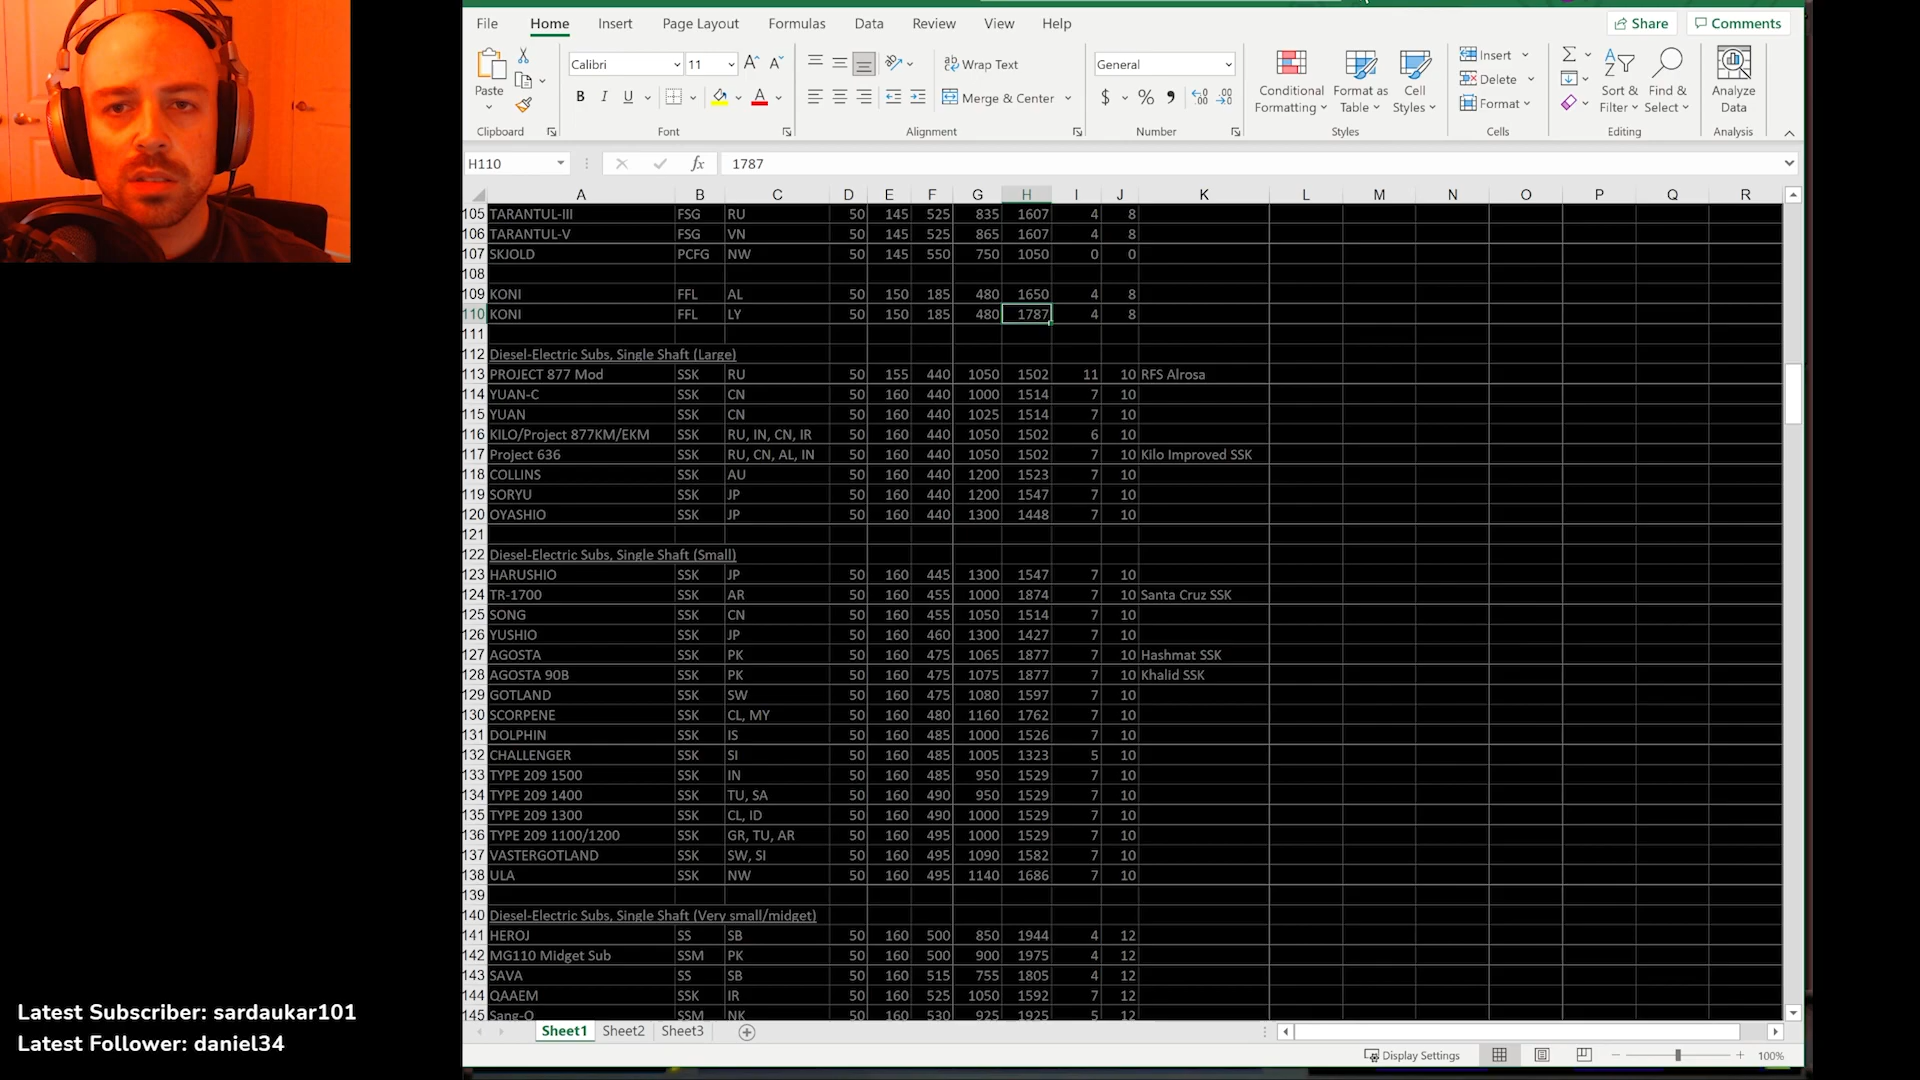 File Home Insert Page Layout Formulas Data Review View Help Share Comments
Calibri 11 Wrap Text General Insert
Paste Merge & Center $ % Conditional Formatting Format as Table Cell Styles Delete Format Sort & Filter Find & Select Analyze Data
Clipboard Font Alignment Number Styles Cells Editing Analysis
H110 fx 1787
A B C D E F G H I J K L M N O P Q R
105 TARANTUL-III FSG RU 50 145 525 835 1607 4 8
106 TARANTUL-V FSG VN 50 145 525 865 1607 4 8
107 SKJOLD PCFG NW 50 145 550 750 1050 0 0
108
109 KONI FFL AL 50 150 185 480 1650 4 8
110 KONI FFL LY 50 150 185 480 1787 4 8
111
112 Diesel-Electric Subs, Single Shaft (Large)
113 PROJECT 877 Mod SSK RU 50 155 440 1050 1502 11 10 RFS Alrosa
114 YUAN-C SSK CN 50 160 440 1000 1514 7 10
115 YUAN SSK CN 50 160 440 1025 1514 7 10
116 KILO/Project 877KM/EKM SSK RU, IN, CN, IR 50 160 440 1050 1502 6 10
117 Project 636 SSK RU, CN, AL, IN 50 160 440 1050 1502 7 10 Kilo Improved SSK
118 COLLINS SSK AU 50 160 440 1200 1523 7 10
119 SORYU SSK JP 50 160 440 1200 1547 7 10
120 OYASHIO SSK JP 50 160 440 1300 1448 7 10
121
122 Diesel-Electric Subs, Single Shaft (Small)
123 HARUSHIO SSK JP 50 160 445 1300 1547 7 10
124 TR-1700 SSK AR 50 160 455 1000 1874 7 10 Santa Cruz SSK
125 SONG SSK CN 50 160 455 1050 1514 7 10
126 YUSHIO SSK JP 50 160 460 1300 1427 7 10
127 AGOSTA SSK PK 50 160 475 1065 1877 7 10 Hashmat SSK
128 AGOSTA 90B SSK PK 50 160 475 1075 1877 7 10 Khalid SSK
129 GOTLAND SSK SW 50 160 475 1080 1597 7 10
130 SCORPENE SSK CL, MY 50 160 480 1160 1762 7 10
131 DOLPHIN SSK IS 50 160 485 1000 1526 7 10
132 CHALLENGER SSK SI 50 160 485 1005 1323 5 10
133 TYPE 209 1500 SSK IN 50 160 485 950 1529 7 10
134 TYPE 209 1400 SSK TU, SA 50 160 490 950 1529 7 10
135 TYPE 209 1300 SSK CL, ID 50 160 490 1000 1529 7 10
136 TYPE 209 1100/1200 SSK GR, TU, AR 50 160 495 1000 1529 7 10
137 VASTERGOTLAND SSK SW, SI 50 160 495 1090 1582 7 10
138 ULA SSK NW 50 160 495 1140 1686 7 10
139
140 Diesel-Electric Subs, Single Shaft (Very small/midget)
141 HEROJ SS SB 50 160 500 850 1944 4 12
142 MG110 Midget Sub SSM PK 50 160 500 900 1975 4 12
143 SAVA SS SB 50 160 515 755 1805 4 12
144 QAAEM SSK IR 50 160 525 1050 1592 7 12
145 Sang-O SSM NK 50 160 530 925 1925 5 12
Sheet1 Sheet2 Sheet3
Display Settings 100%
Latest Subscriber: sardaukar101
Latest Follower: daniel34